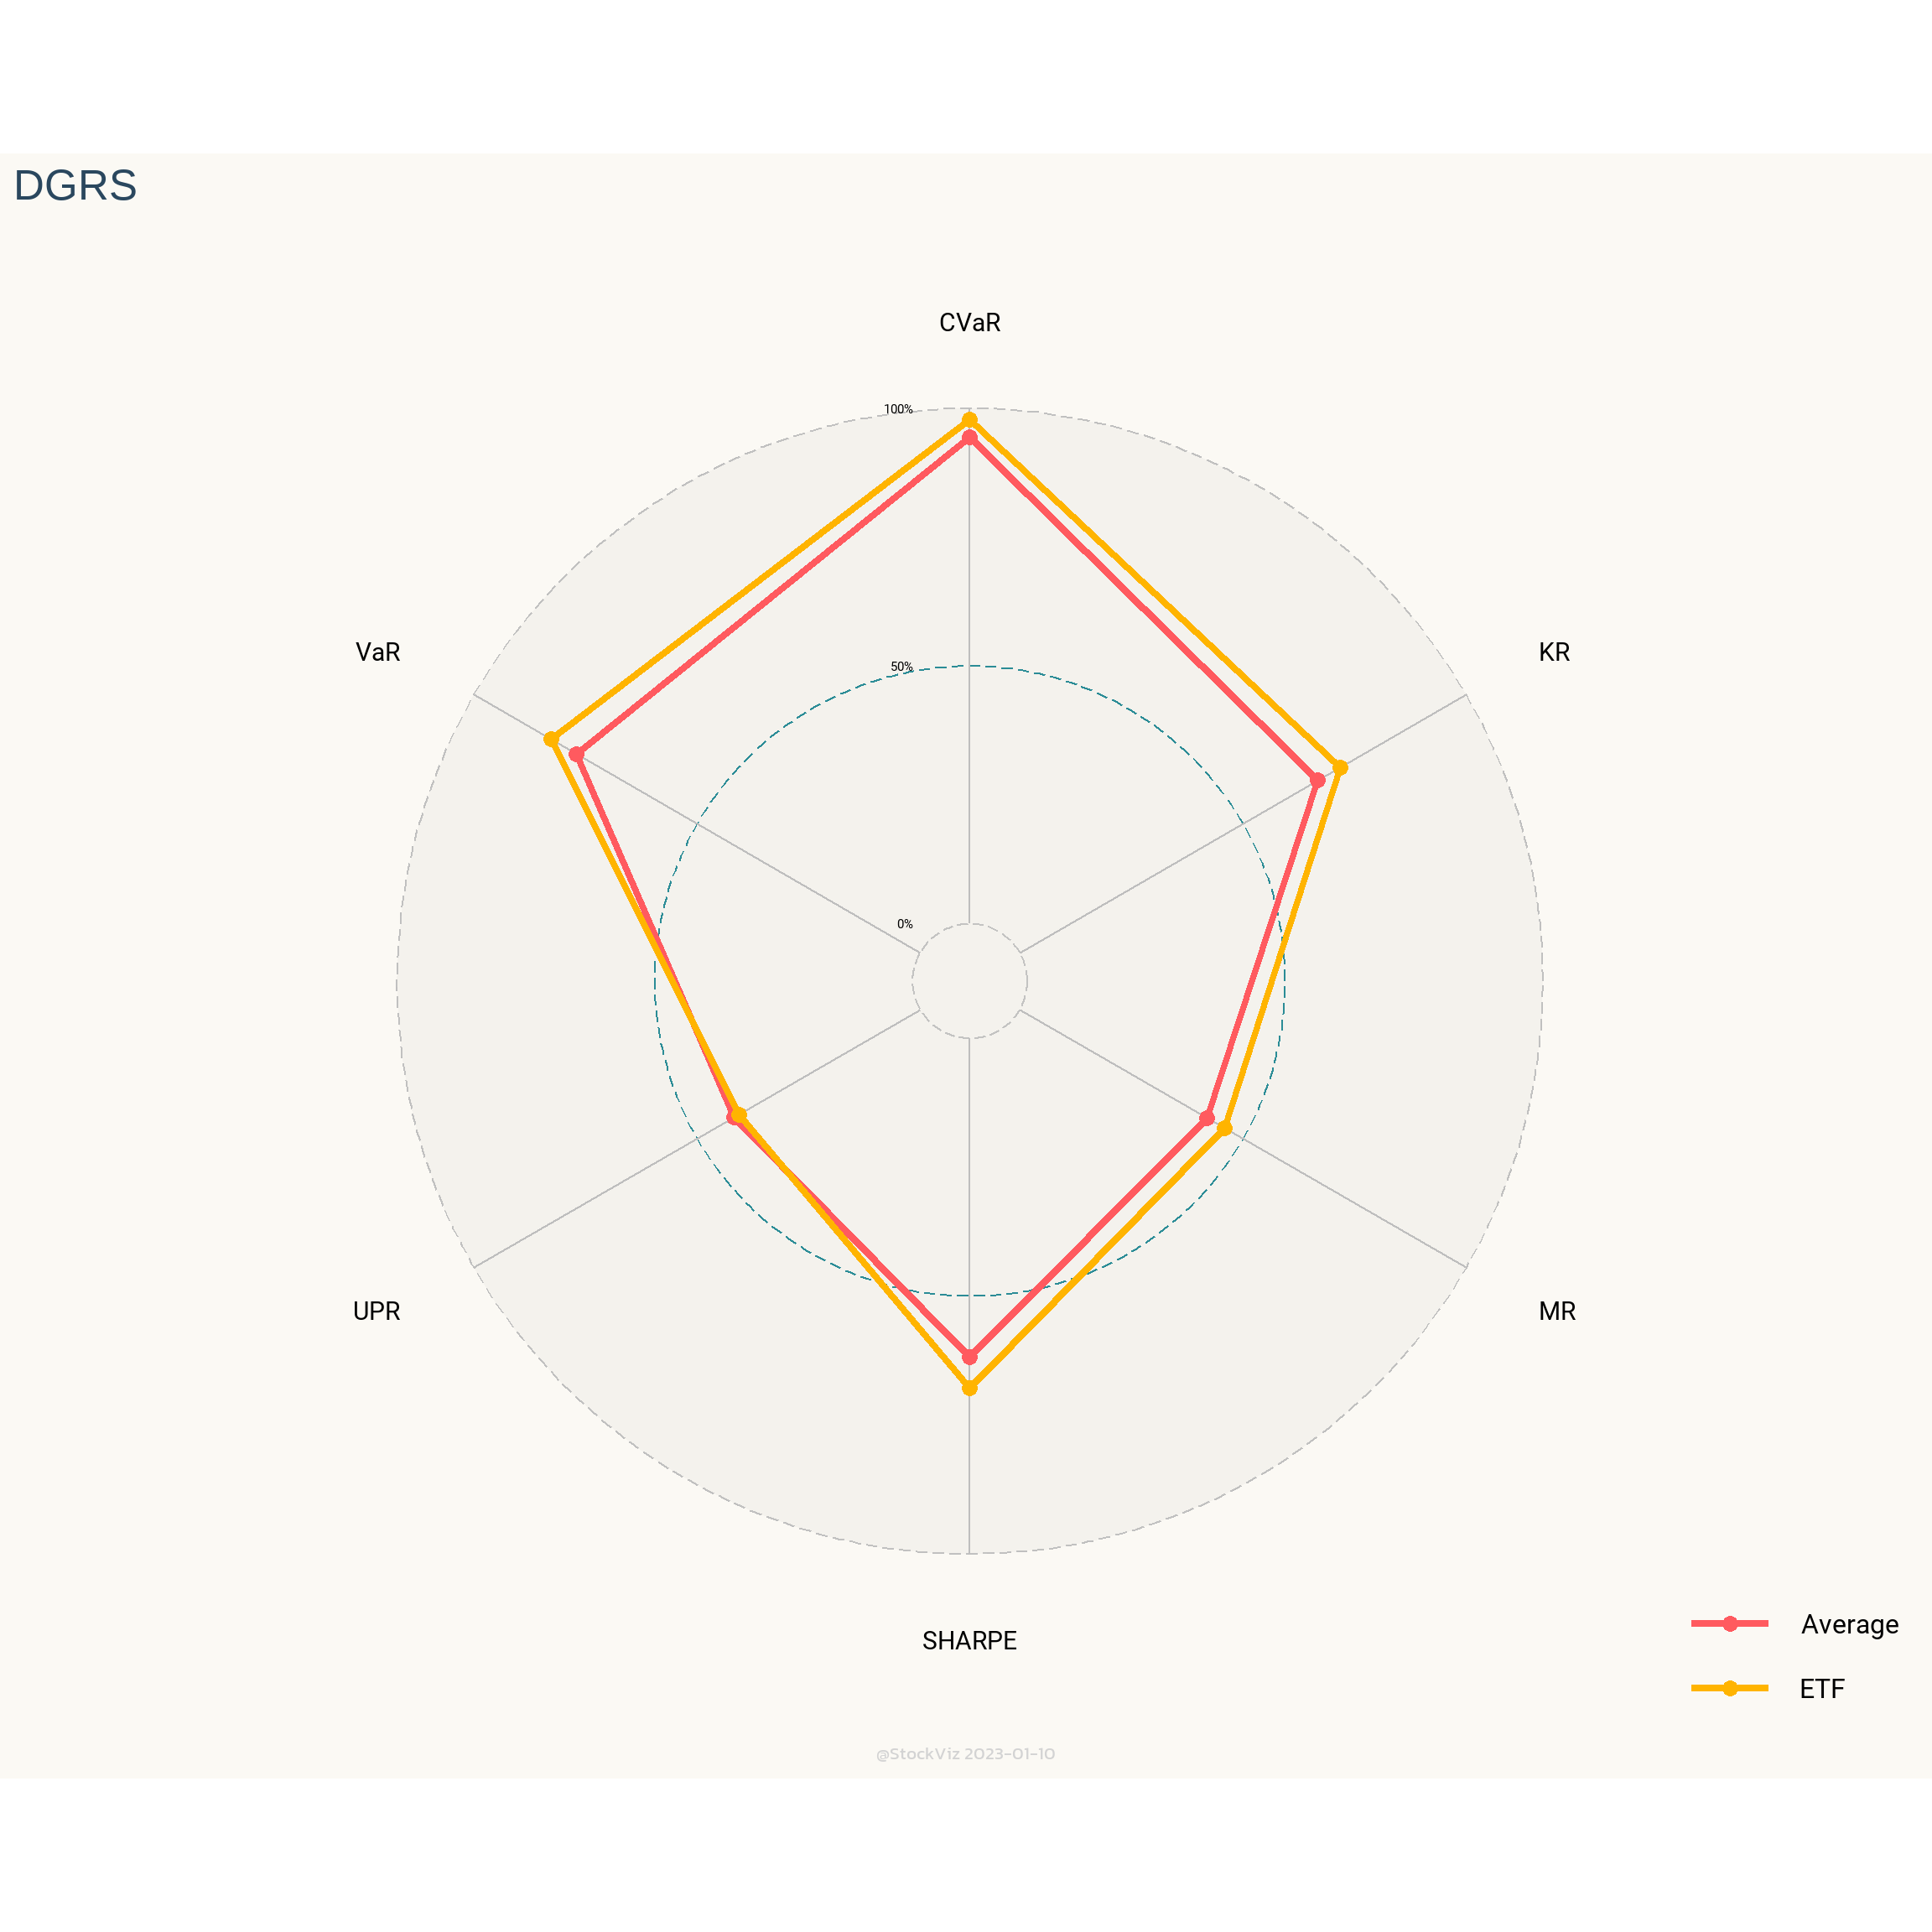 DGRS
CVaR
100%
VaR
KR
50%
0%
UPR
MR
SHARPE
Average
ETF
@StockViz 2023-01-10